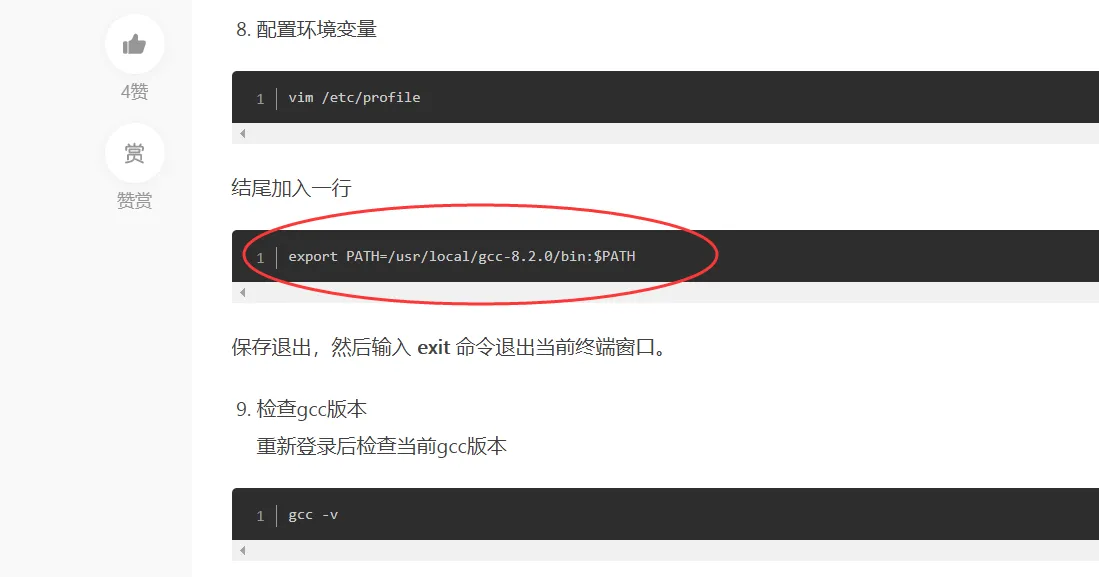 8. 配置环境变量
4赞
1 vim /etc/profile
赏
赞赏
结尾加入一行
1 export PATH=/usr/local/gcc-8.2.0/bin:$PATH
保存退出，然后输入 exit 命令退出当前终端窗口。
9. 检查gcc版本
重新登录后检查当前gcc版本
1 gcc -v